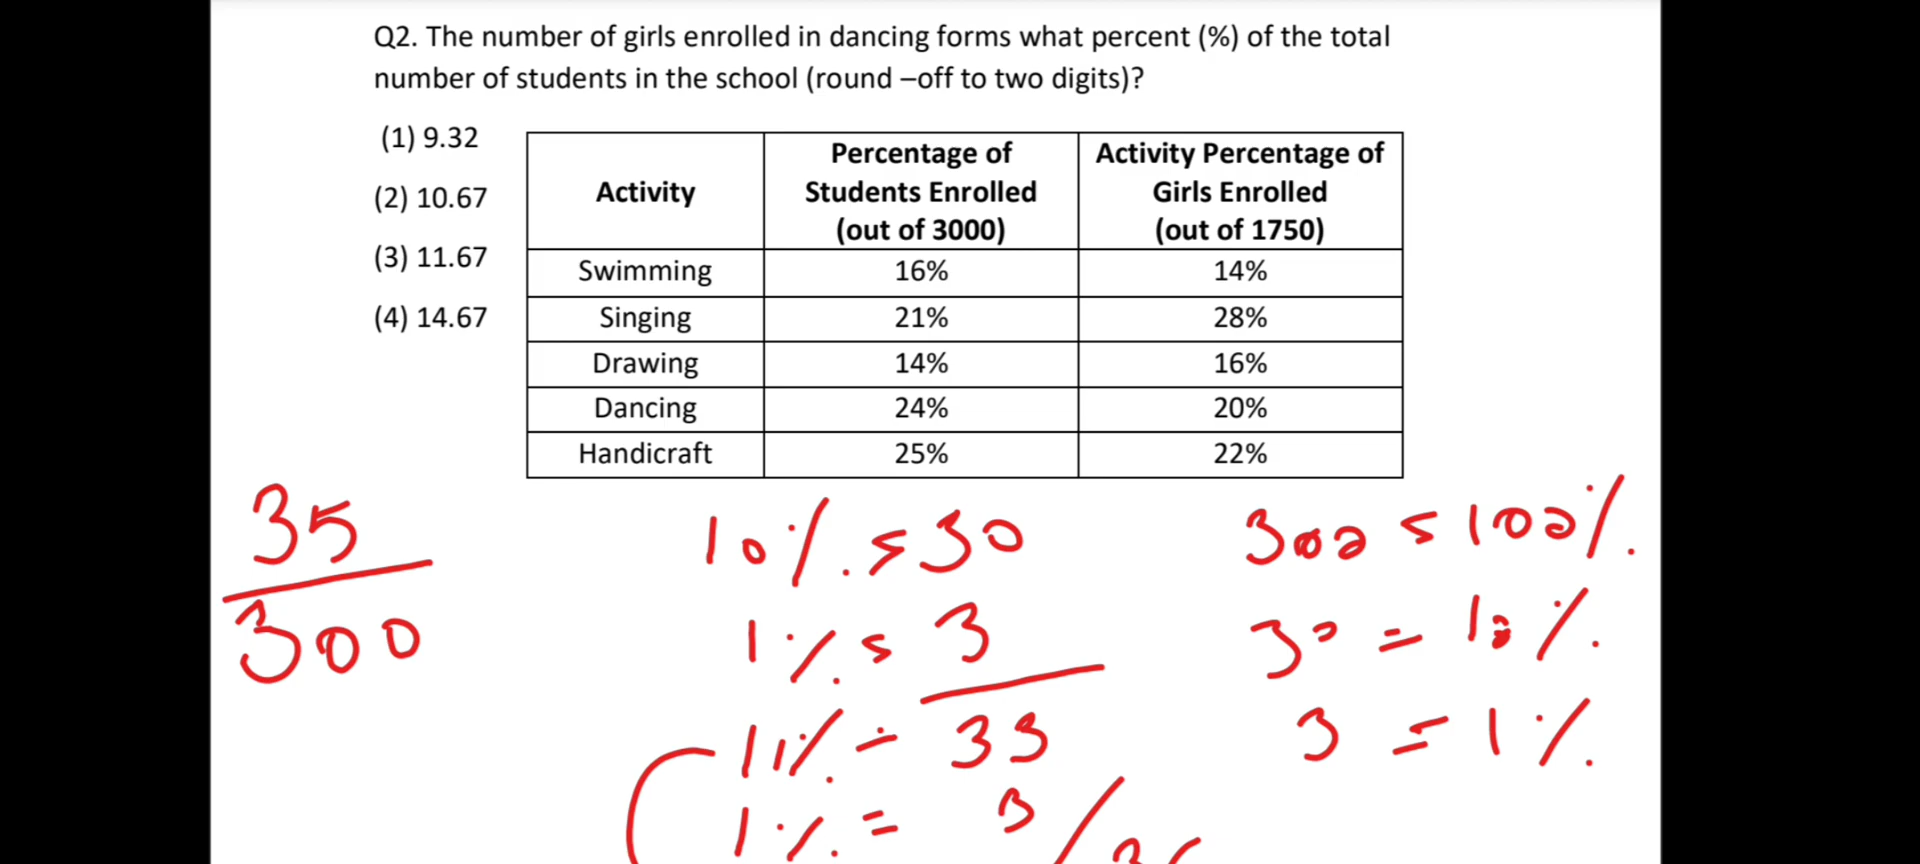 Q2. The number of girls enrolled in dancing forms what percent (%) of the total
number of students in the school (round –off to two digits)?
(1) 9.32
(2) 10.67
(3) 11.67
(4) 14.67
Activity
Percentage of
Students Enrolled
(out of 3000)
Activity Percentage of
Girls Enrolled
(out of 1750)
Swimming 16% 14%
Singing 21% 28%
Drawing 14% 16%
Dancing 24% 20%
Handicraft 25% 22%
35
300
10% = 30
1% = 3
11% = 33
1% = 3
300 = 100%
30 = 10%
3 = 1%